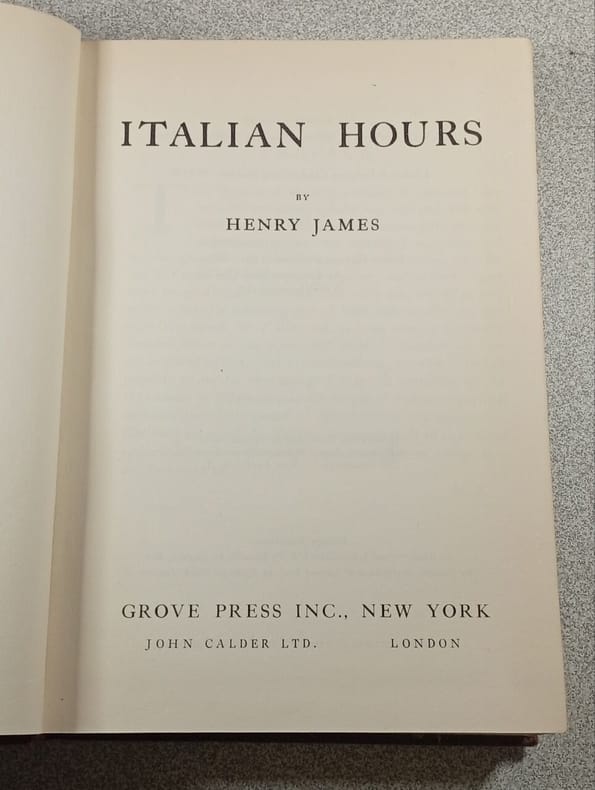 ITALIAN HOURS
BY
HENRY JAMES
GROVE PRESS INC., NEW YORK
JOHN CALDER LTD. LONDON